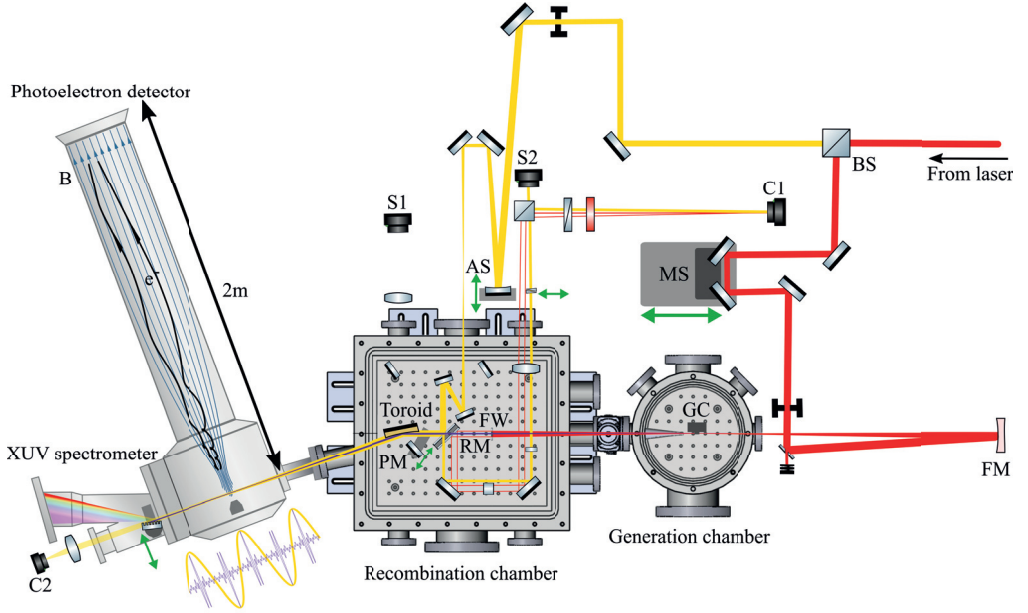 Photoelectron detector
B
S1
S2
C1
BS
From laser
AS
MS
e-
2m
Toroid
FW
GC
PM
RM
XUV spectrometer
FM
Generation chamber
C2
Recombination chamber